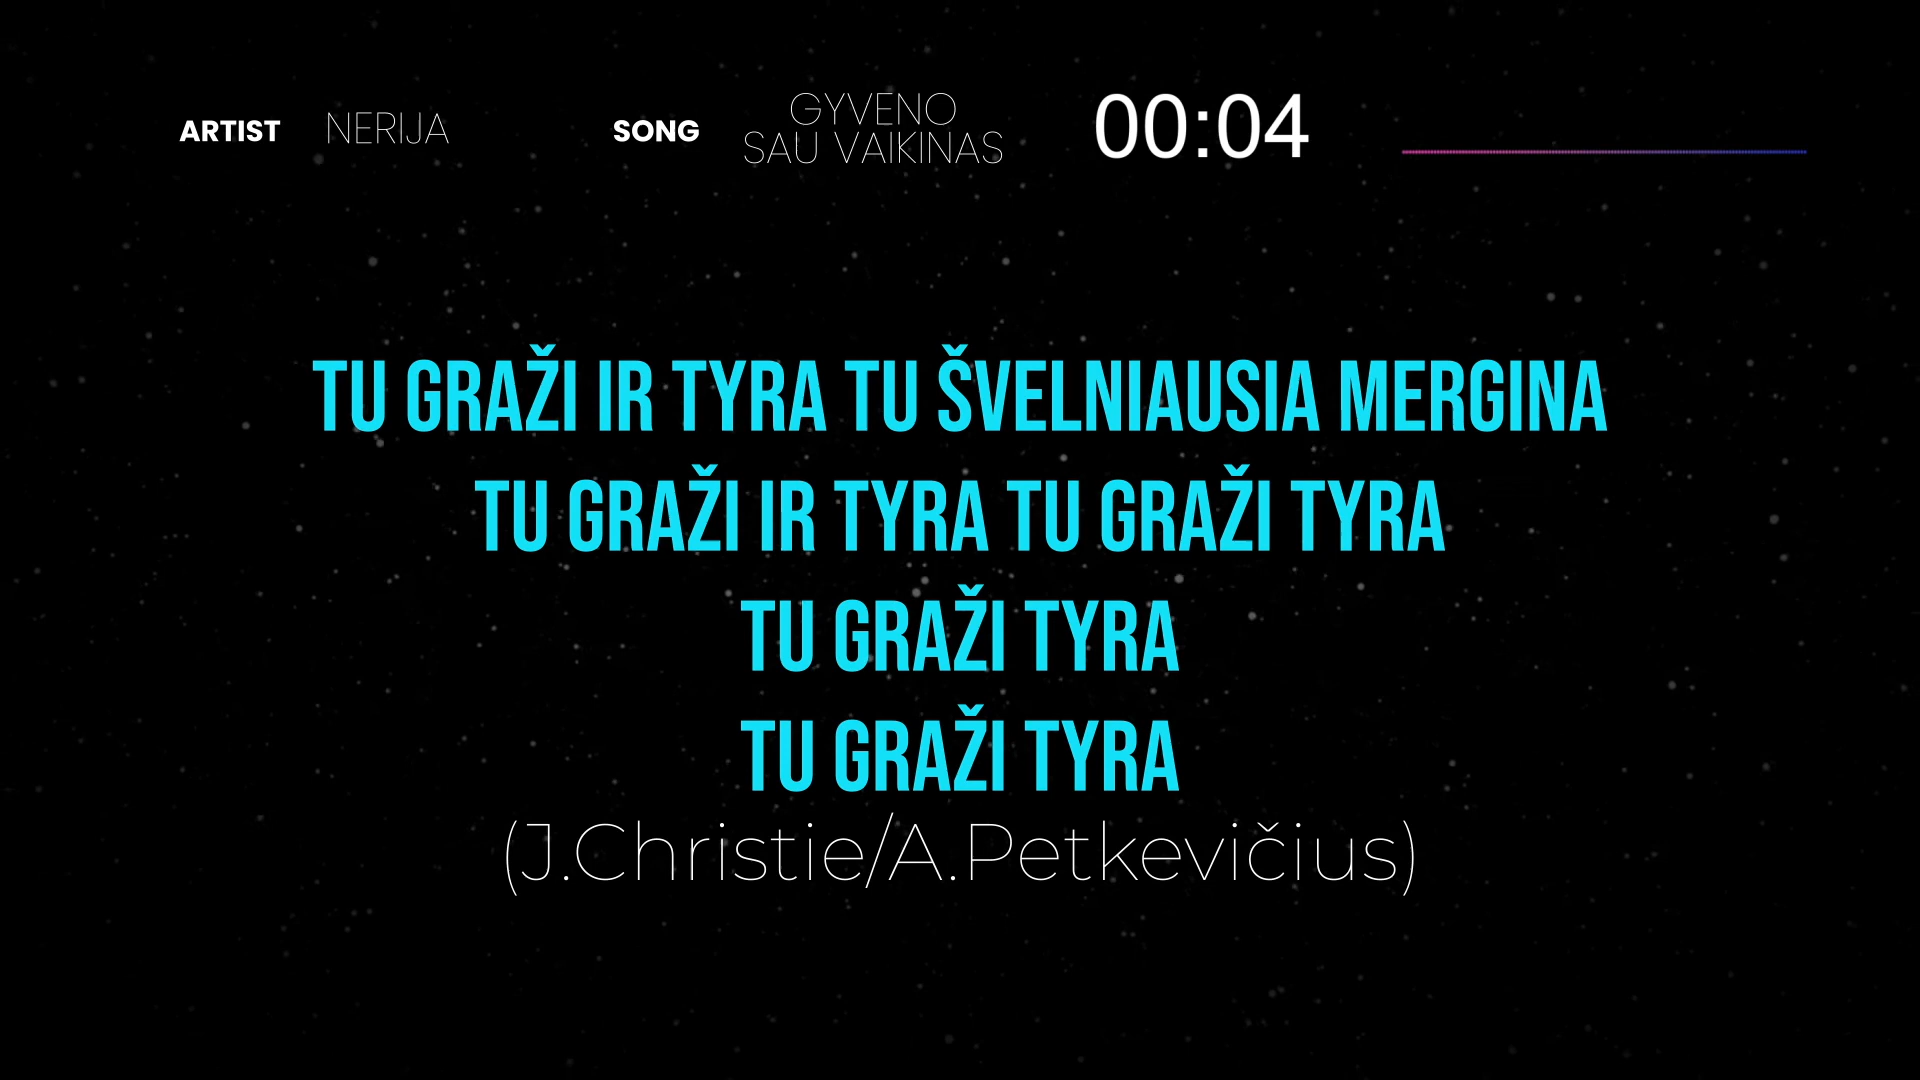 ARTIST NERIJA SONG GYVENO SAU VAIKINAS 00:04
TU GRAŽI IR TYRA TU ŠVELNIAUSIA MERGINA
TU GRAŽI IR TYRA TU GRAŽI TYRA
TU GRAŽI TYRA
TU GRAŽI TYRA
(J.Christie/A.Petkevičius)